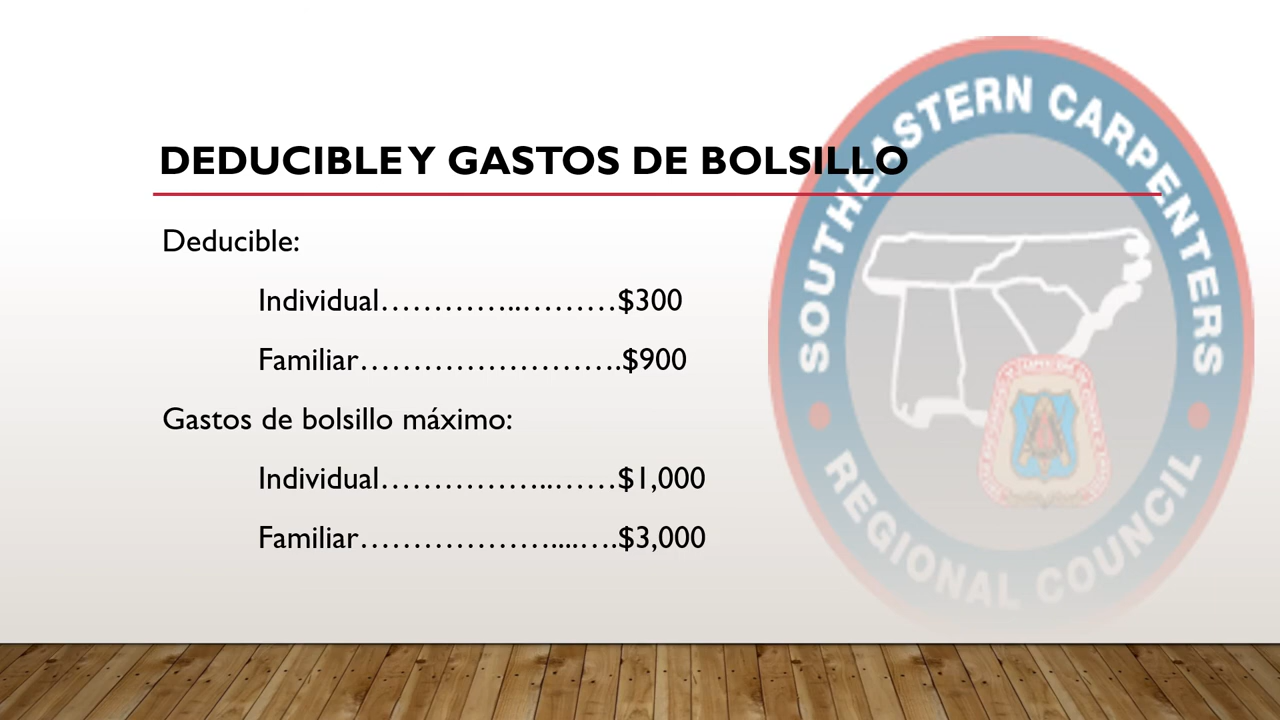 SOUTHEASTERN CARPENTERS
REGIONAL COUNCIL
DEDUCIBLE Y GASTOS DE BOLSILLO
Deducible:
Individual…………..………$300
Familiar…………………….$900
Gastos de bolsillo máximo:
Individual……………..……$1,000
Familiar………………....….$3,000